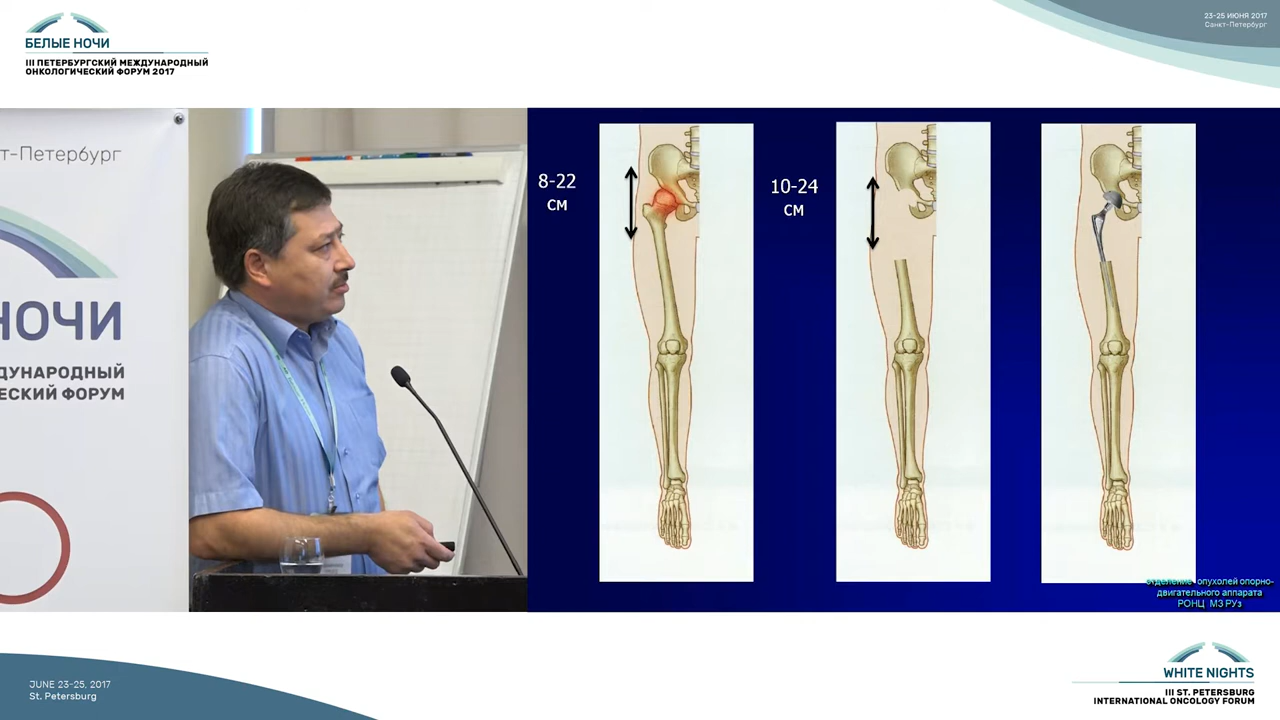 БЕЛЫЕ НОЧИ
III ПЕТЕРБУРГСКИЙ МЕЖДУНАРОДНЫЙ
ОНКОЛОГИЧЕСКИЙ ФОРУМ 2017
23-25 ИЮНЯ 2017
Санкт-Петербург
т-Петербург
НОЧИ
ДУНАРОДНЫЙ
ЕСКИЙ ФОРУМ
8-22
см
10-24
см
отделение опухолей опорно-
двигательного аппарата
РОНЦ МЗ РУз
JUNE 23-25, 2017
St. Petersburg
WHITE NIGHTS
III ST. PETERSBURG
INTERNATIONAL ONCOLOGY FORUM